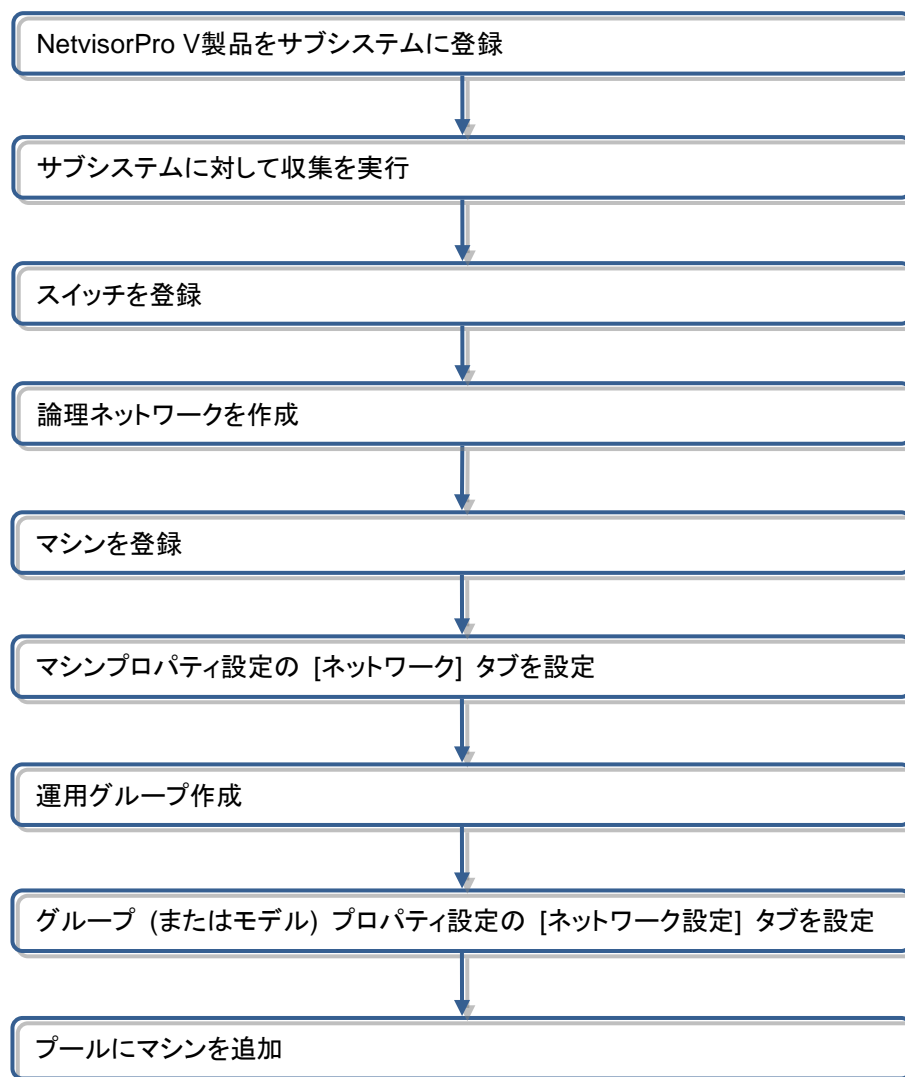 NetvisorPro V製品をサブシステムに登録
サブシステムに対して収集を実行
スイッチを登録
論理ネットワークを作成
マシンを登録
マシンプロパティ設定の [ネットワーク] タブを設定
運用グループ作成
グループ (またはモデル) プロパティ設定の [ネットワーク設定] タブを設定
プールにマシンを追加